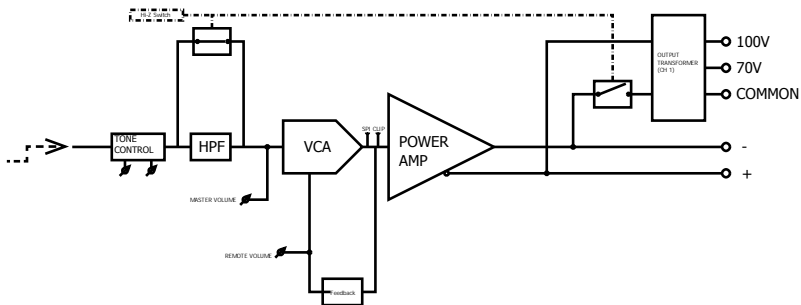 Hi-Z Switch
OUTPUT
TRANSFORMER
(CH 1)
100V
70V
COMMON
TONE
CONTROL
HPF
VCA
SPI CLIP
POWER
AMP
-
+
MASTER VOLUME
REMOTE VOLUME
Feedback